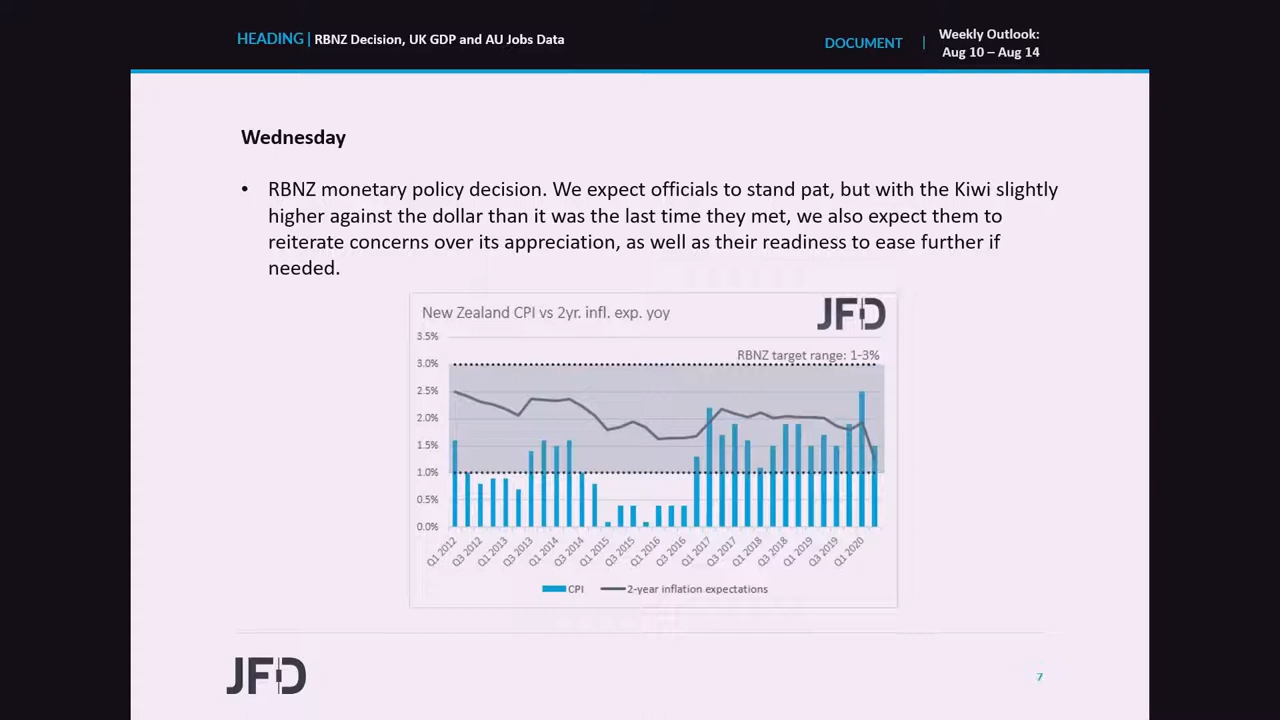 HEADING | RBNZ Decision, UK GDP and AU Jobs Data
DOCUMENT | Weekly Outlook:
Aug 10 – Aug 14
Wednesday
• RBNZ monetary policy decision. We expect officials to stand pat, but with the Kiwi slightly
higher against the dollar than it was the last time they met, we also expect them to
reiterate concerns over its appreciation, as well as their readiness to ease further if
needed.
New Zealand CPI vs 2yr. infl. exp. yoy
JFD
RBNZ target range: 1-3%
3.5%
3.0%
2.5%
2.0%
1.5%
1.0%
0.5%
0.0%
Q1 2012
Q3 2012
Q1 2013
Q3 2013
Q1 2014
Q3 2014
Q1 2015
Q3 2015
Q1 2016
Q3 2016
Q1 2017
Q3 2017
Q1 2018
Q3 2018
Q1 2019
Q3 2019
Q1 2020
CPI
2-year inflation expectations
JFD
7